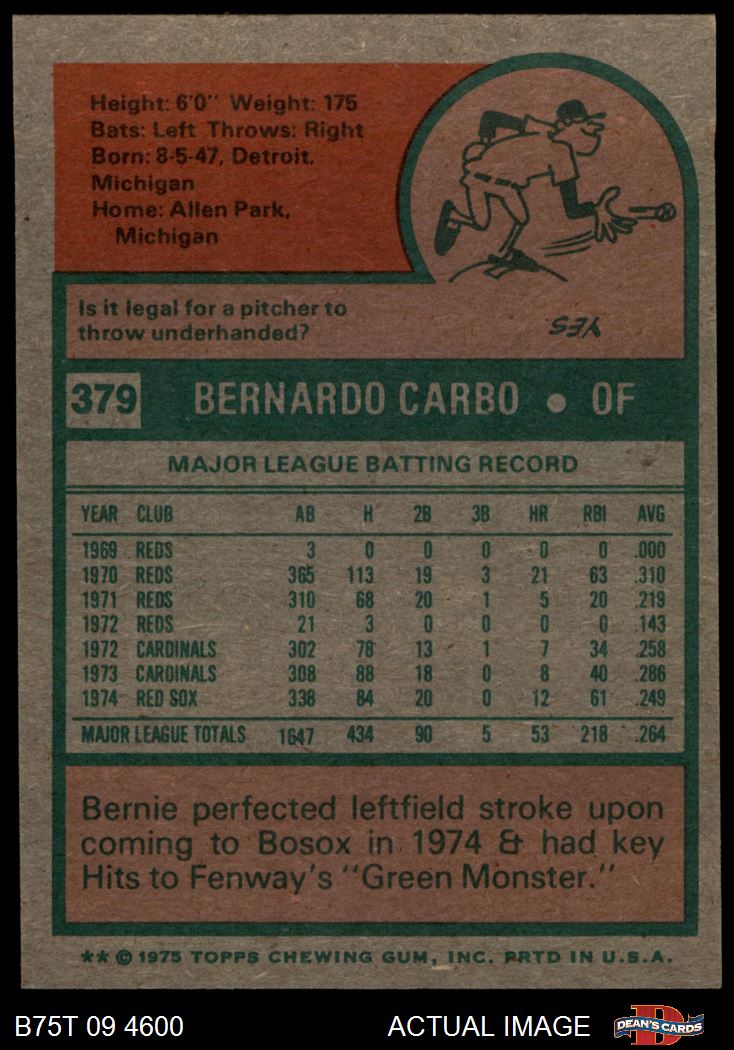 Height: 6'0" Weight: 175
Bats: Left Throws: Right
Born: 8-5-47, Detroit,
Michigan
Home: Allen Park,
Michigan
Is it legal for a pitcher to
throw underhanded?
YES
379 BERNARDO CARBO • OF
MAJOR LEAGUE BATTING RECORD
YEAR CLUB AB H 2B 3B HR RBI AVG
1969 REDS 3 0 0 0 0 0 .000
1970 REDS 365 113 19 3 21 63 .310
1971 REDS 310 68 20 1 5 20 .219
1972 REDS 21 3 0 0 0 0 .143
1972 CARDINALS 302 78 13 1 7 34 .258
1973 CARDINALS 308 88 18 0 8 40 .286
1974 RED SOX 338 84 20 0 12 61 .249
MAJOR LEAGUE TOTALS 1647 434 90 5 53 218 .264
Bernie perfected leftfield stroke upon
coming to Bosox in 1974 & had key
Hits to Fenway's "Green Monster."
** © 1975 TOPPS CHEWING GUM, INC. PRTD IN U.S.A.
B75T 09 4600 ACTUAL IMAGE D DEAN'S CARDS